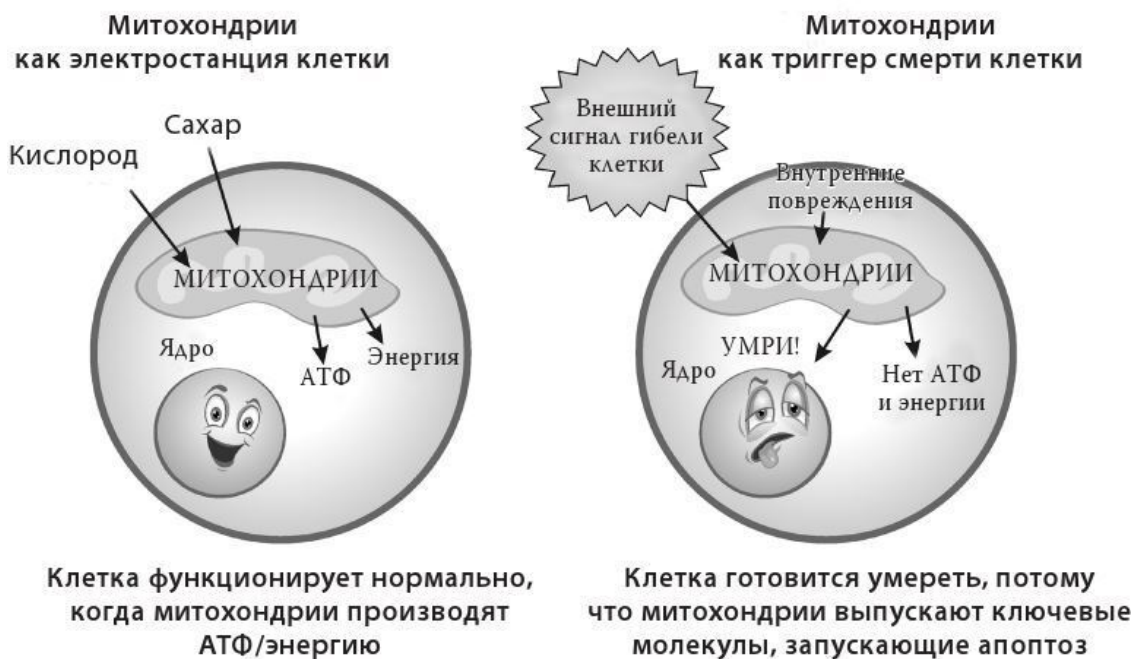 Митохондрии
как электростанция клетки
Сахар
Кислород
МИТОХОНДРИИ
Ядро
АТФ
Энергия
Клетка функционирует нормально,
когда митохондрии производят
АТФ/энергию
Митохондрии
как триггер смерти клетки
Внешний
сигнал гибели
клетки
Внутренние
повреждения
МИТОХОНДРИИ
УМРИ!
Ядро
Нет АТФ
и энергии
Клетка готовится умереть, потому
что митохондрии выпускают ключевые
молекулы, запускающие апоптоз